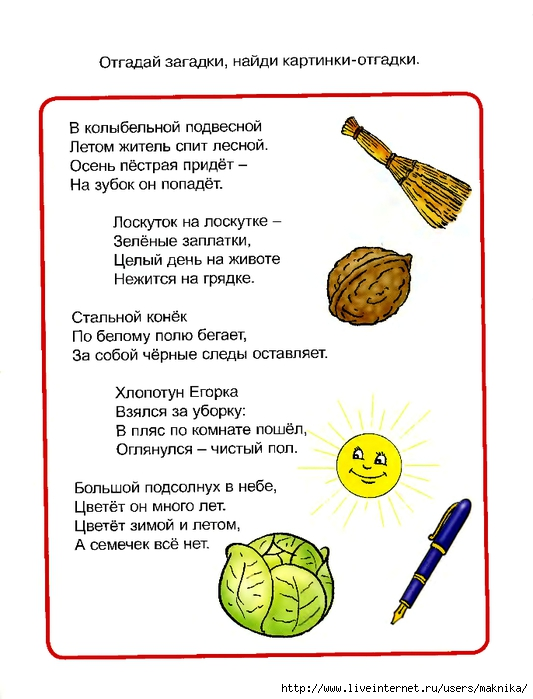 Отгадай загадки, найди картинки-отгадки.
В колыбельной подвесной
Летом житель спит лесной.
Осень пёстрая придёт –
На зубок он попадёт.
Лоскуток на лоскутке –
Зелёные заплатки,
Целый день на животе
Нежится на грядке.
Стальной конёк
По белому полю бегает,
За собой чёрные следы оставляет.
Хлопотун Егорка
Взялся за уборку:
В пляс по комнате пошёл,
Оглянулся – чистый пол.
Большой подсолнух в небе,
Цветёт он много лет.
Цветёт зимой и летом,
А семечек всё нет.
http://www.liveinternet.ru/users/maknika/